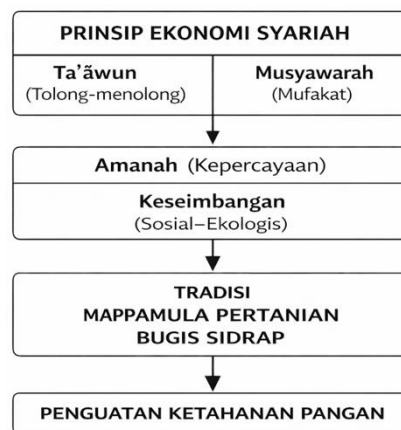 PRINSIP EKONOMI SYARIAH
Ta’ãwun
(Tolong-menolong)
Musyawarah
(Mufakat)
Amanah (Kepercayaan)
Keseimbangan
(Sosial–Ekologis)
TRADISI
MAPPAMULA PERTANIAN
BUGIS SIDRAP
PENGUATAN KETAHANAN PANGAN